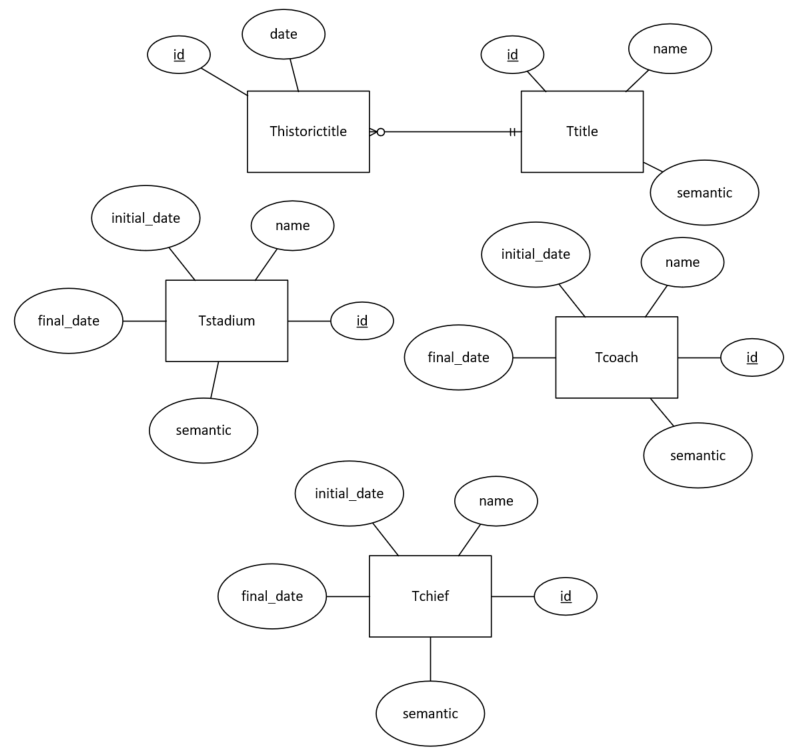 date
id
Thistorictitle
id
name
Ttitle
semantic
initial_date
name
final_date
Tstadium
id
semantic
initial_date
name
final_date
Tcoach
id
semantic
initial_date
name
final_date
Tchief
id
semantic